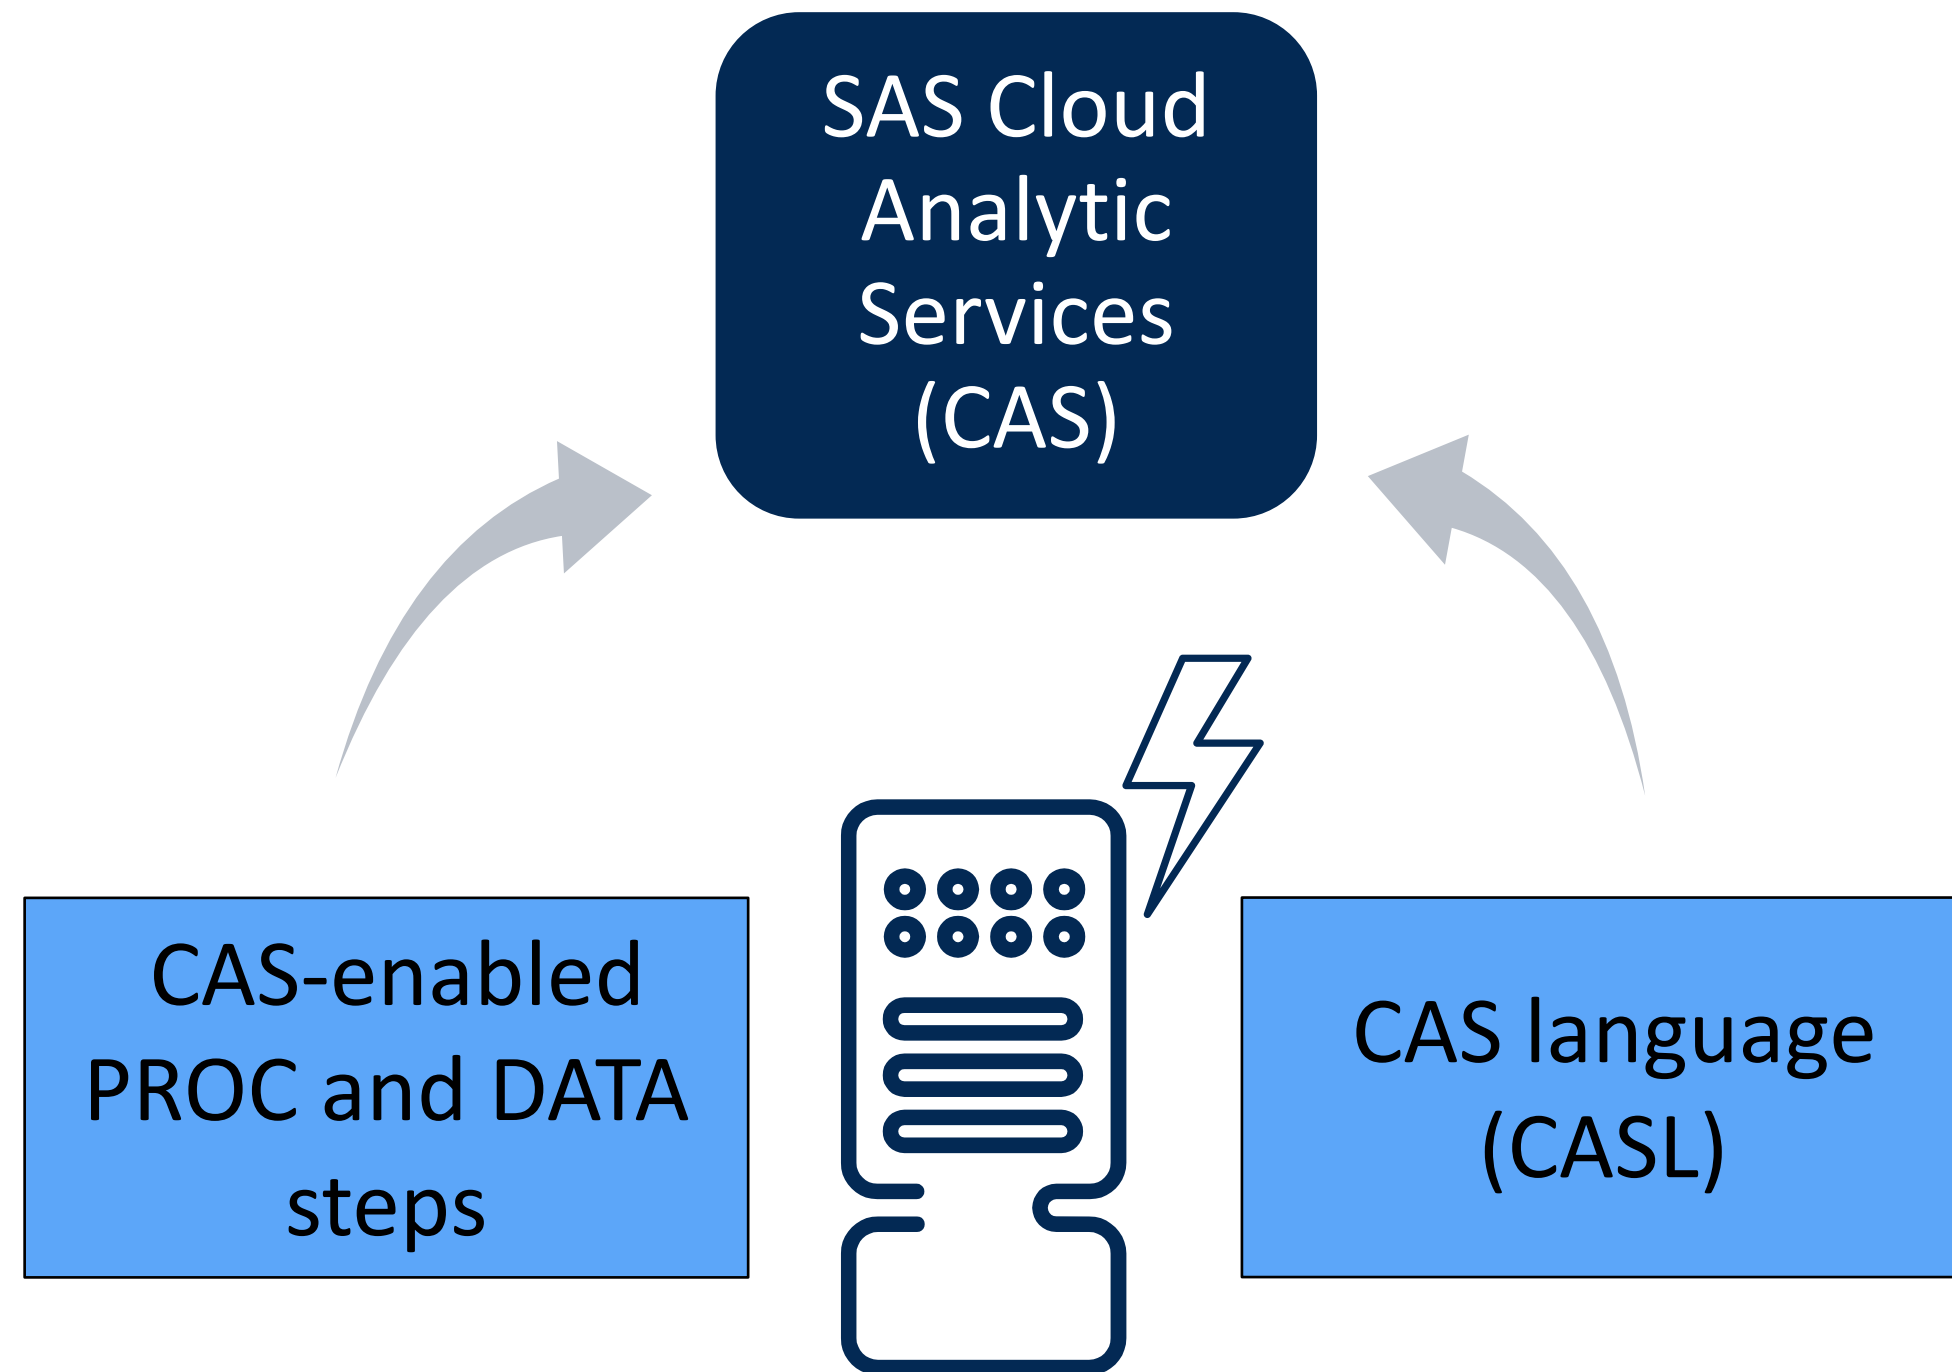 SAS Cloud
Analytic
Services
(CAS)
CAS-enabled
PROC and DATA
steps
CAS language
(CASL)